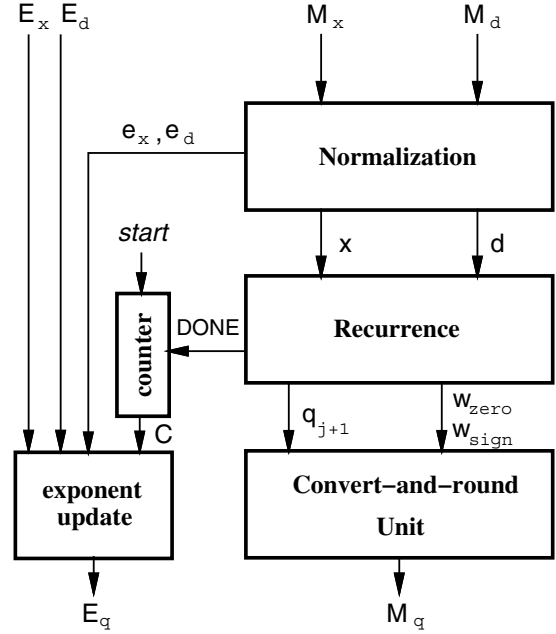 E_x E_d M_x M_d
Normalization
e_x ,e_d
x d
start
counter
DONE
Recurrence
C
q_{j+1} w_zero
w_sign
exponent
update
Convert–and–round
Unit
E_q M_q